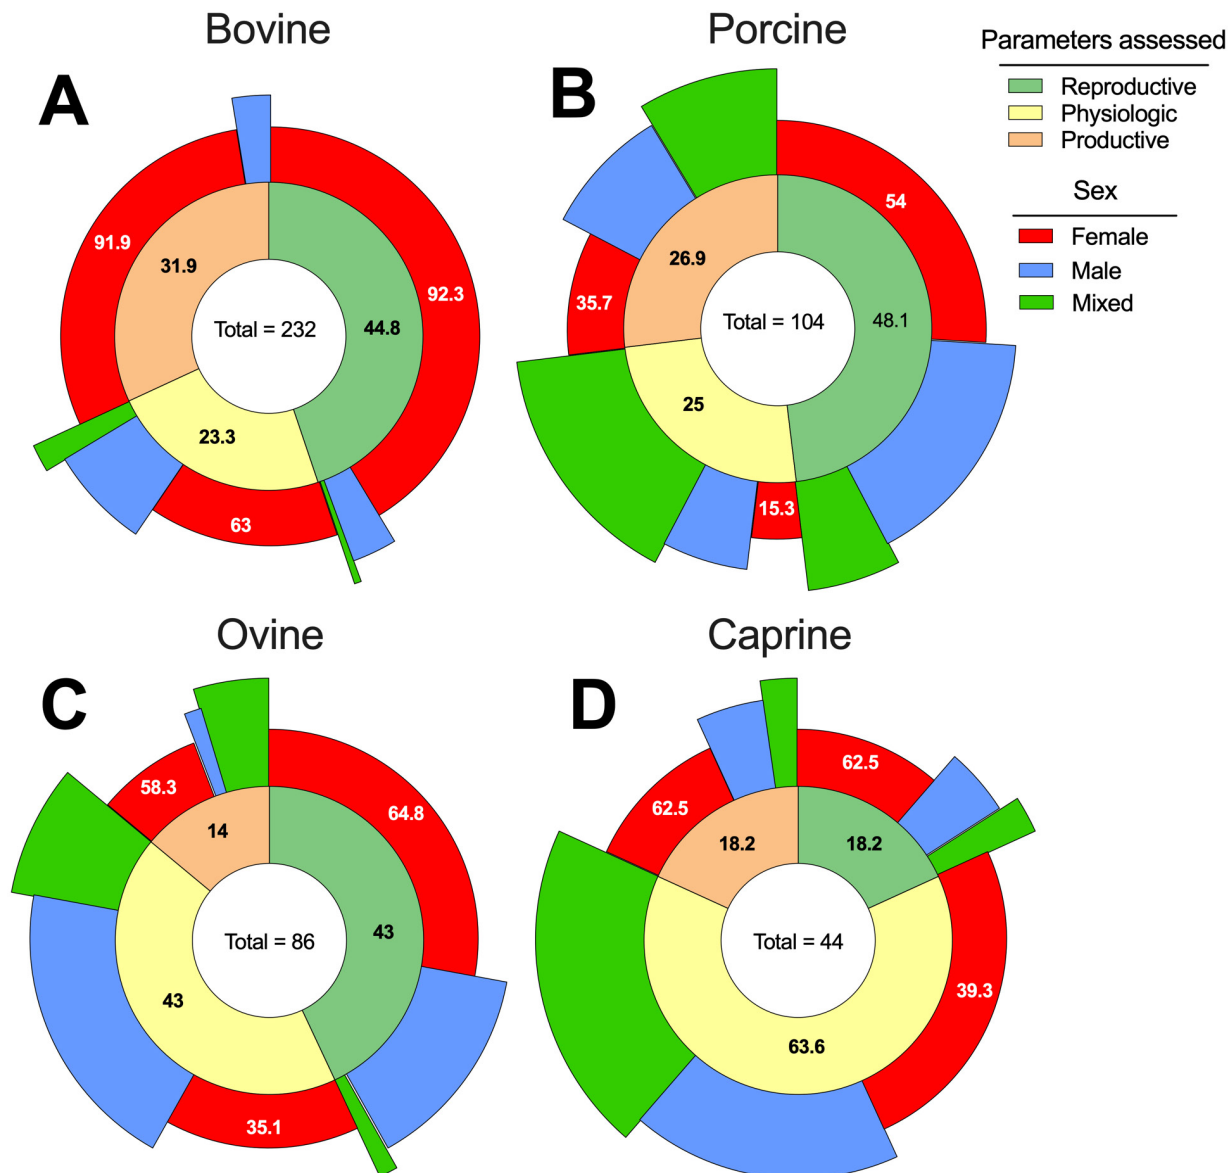 Bovine
Porcine
Parameters assessed
Reproductive
Physiologic
Productive
Sex
Female
Male
Mixed
A
91.9
31.9
Total = 232
44.8
92.3
23.3
63
B
54
26.9
35.7
Total = 104
48.1
25
15.3
Ovine
Caprine
C
58.3
64.8
14
43
Total = 86
43
35.1
D
62.5
62.5
18.2
18.2
Total = 44
39.3
63.6